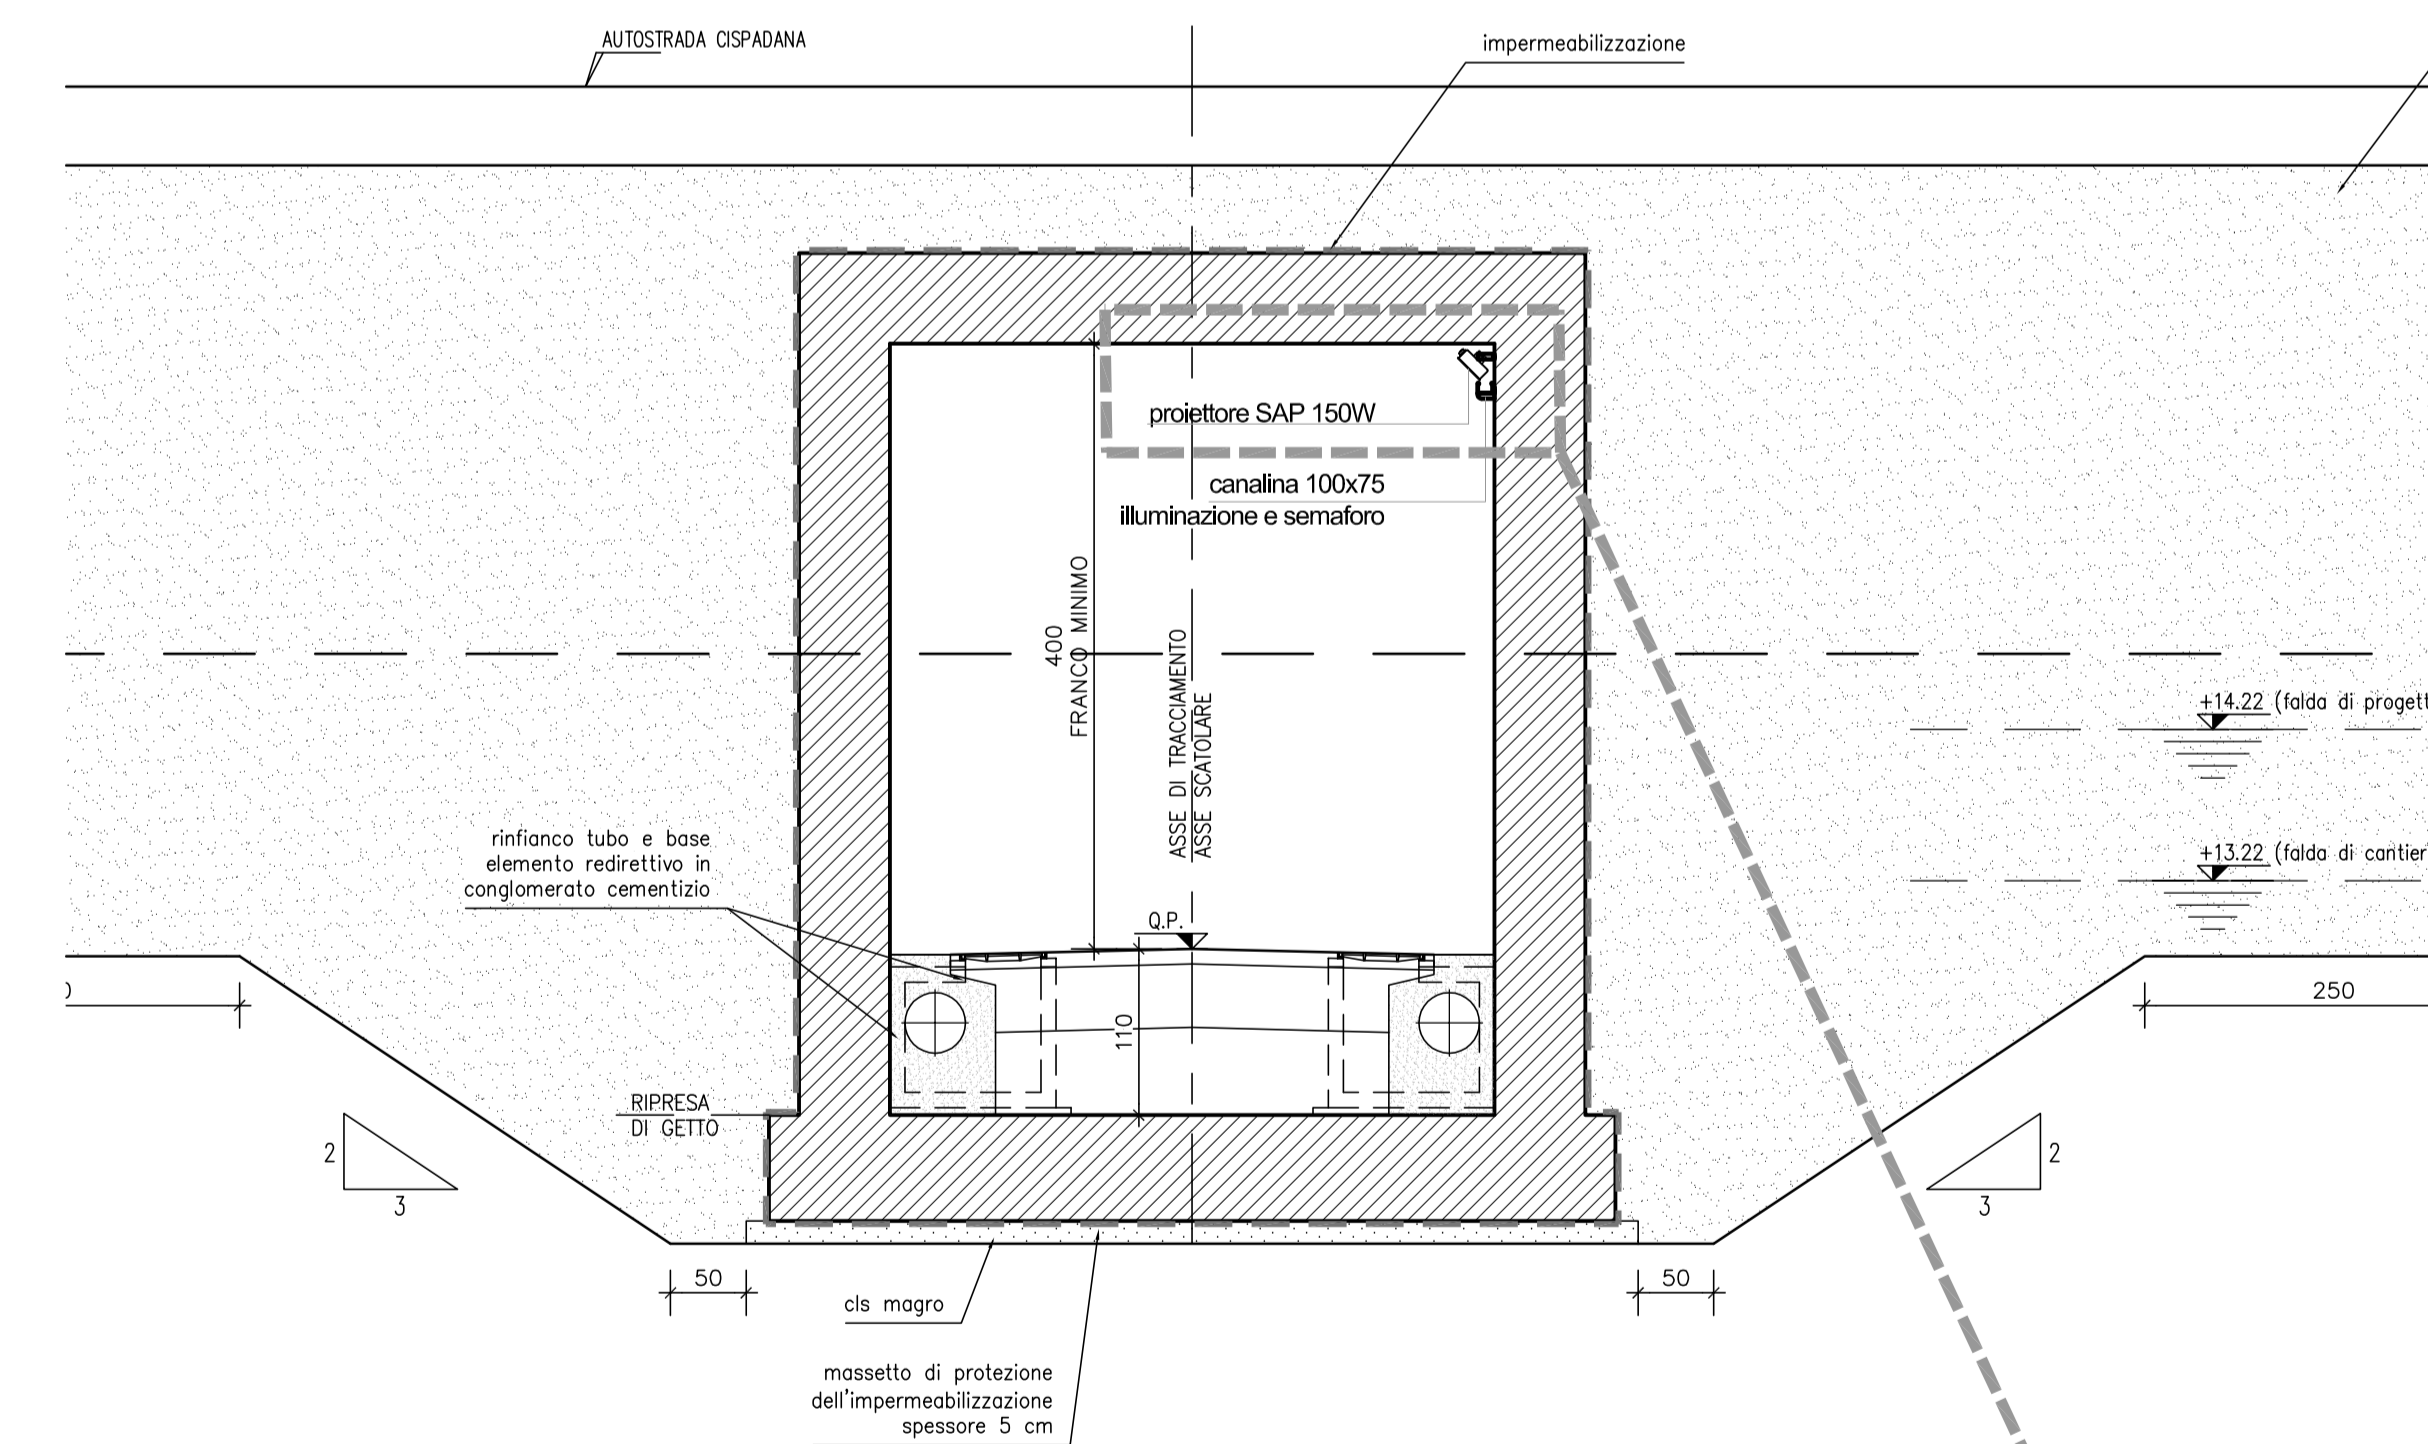 AUTOSTRADA CISPADANA
impermeabilizzazione
proiettore SAP 150W
canalina 100x75
illuminazione e semaforo
400
FRANCO MINIMO
ASSE DI TRACCIAMENTO
ASSE SCATOLARE
+14.22 (falda di progett
+13.22 (falda di cantier
rinfianco tubo e base
elemento redirettivo in
conglomerato cementizio
Q.P.
250
110
RIPRESA
DI GETTO
2
3
2
3
50
50
cls magro
massetto di protezione
dell'impermeabilizzazione
spessore 5 cm